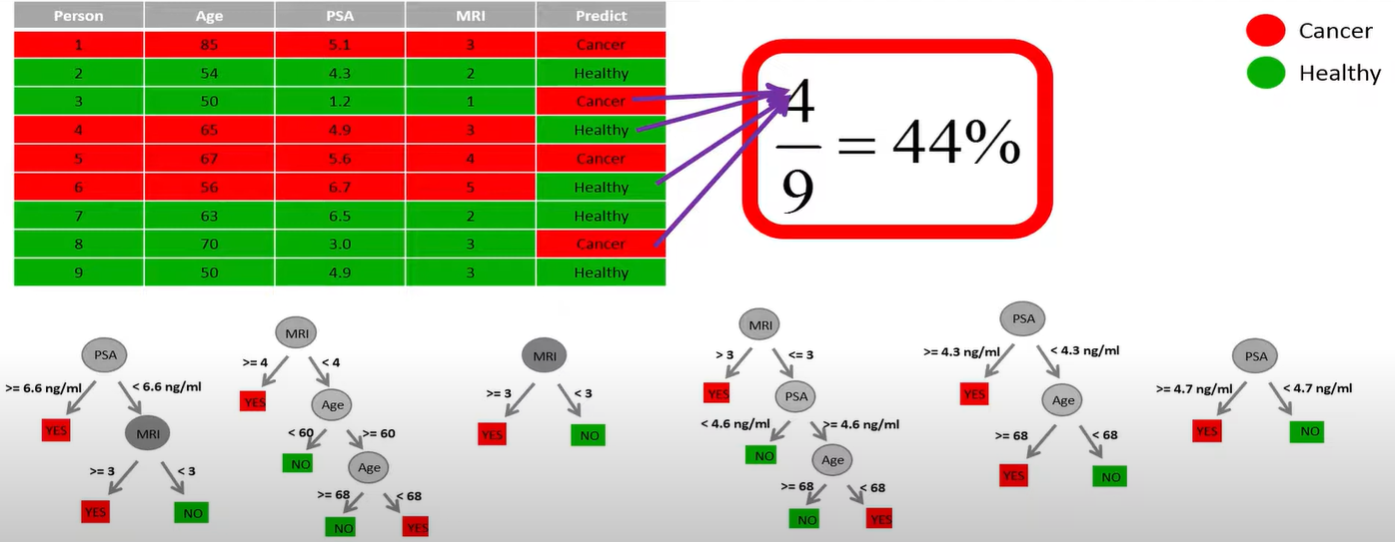 Person Age PSA MRI Predict
1 85 5.1 3 Cancer
2 54 4.3 2 Healthy
3 50 1.2 1 Cancer
4 65 4.9 3 Healthy
5 67 5.6 4 Cancer
6 56 6.7 5 Healthy
7 63 6.5 2 Healthy
8 70 3.0 3 Cancer
9 50 4.9 3 Healthy
4
9
= 44%
Cancer
Healthy
PSA
>= 6.6 ng/ml < 6.6 ng/ml
YES MRI
>= 3 < 3
YES NO
MRI
>= 4 < 4
YES Age
< 60 >= 60
NO Age
>= 68 < 68
NO YES
MRI
>= 3 < 3
YES NO
MRI
> 3 <= 3
YES PSA
< 4.6 ng/ml >= 4.6 ng/ml
NO Age
>= 68 < 68
NO YES
PSA
>= 4.3 ng/ml < 4.3 ng/ml
YES Age
>= 68 < 68
YES NO
PSA
>= 4.7 ng/ml < 4.7 ng/ml
YES NO